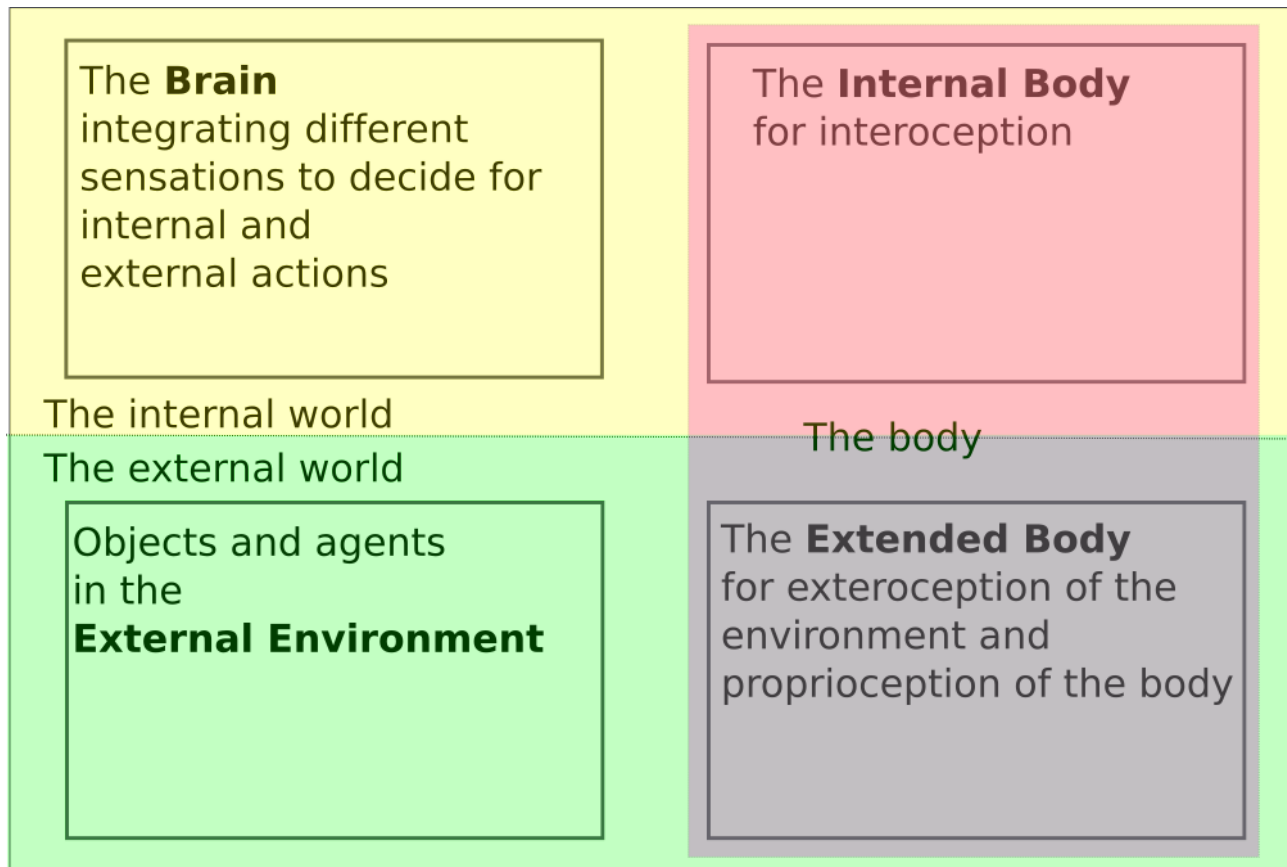 The Brain
integrating different
sensations to decide for
internal and
external actions
The Internal Body
for interoception
The internal world
The body
The external world
Objects and agents
in the
External Environment
The Extended Body
for exteroception of the
environment and
proprioception of the body